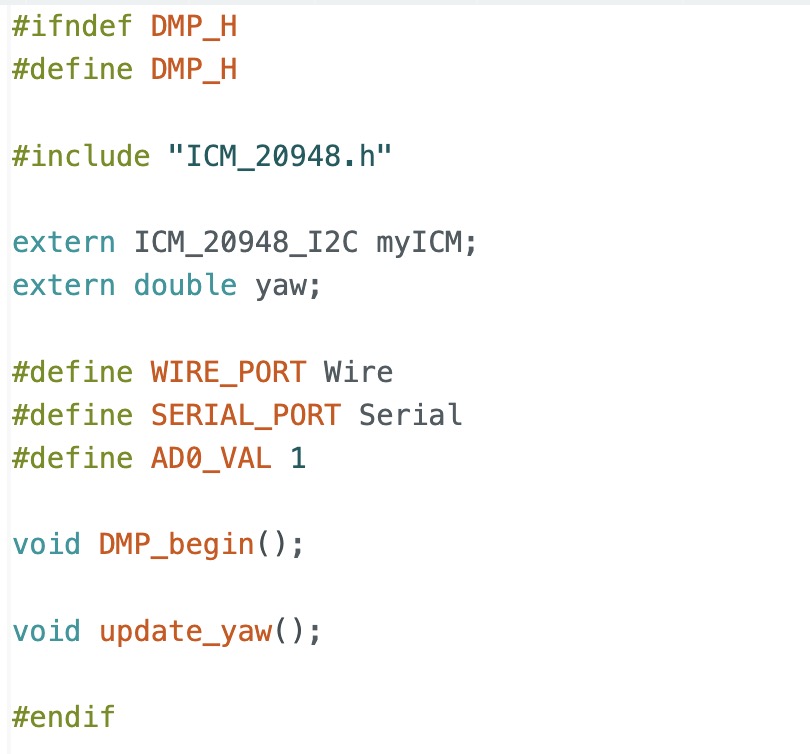 #ifndef DMP_H
#define DMP_H
#include "ICM_20948.h"
extern ICM_20948_I2C myICM;
extern double yaw;
#define WIRE_PORT Wire
#define SERIAL_PORT Serial
#define AD0_VAL 1
void DMP_begin();
void update_yaw();
#endif